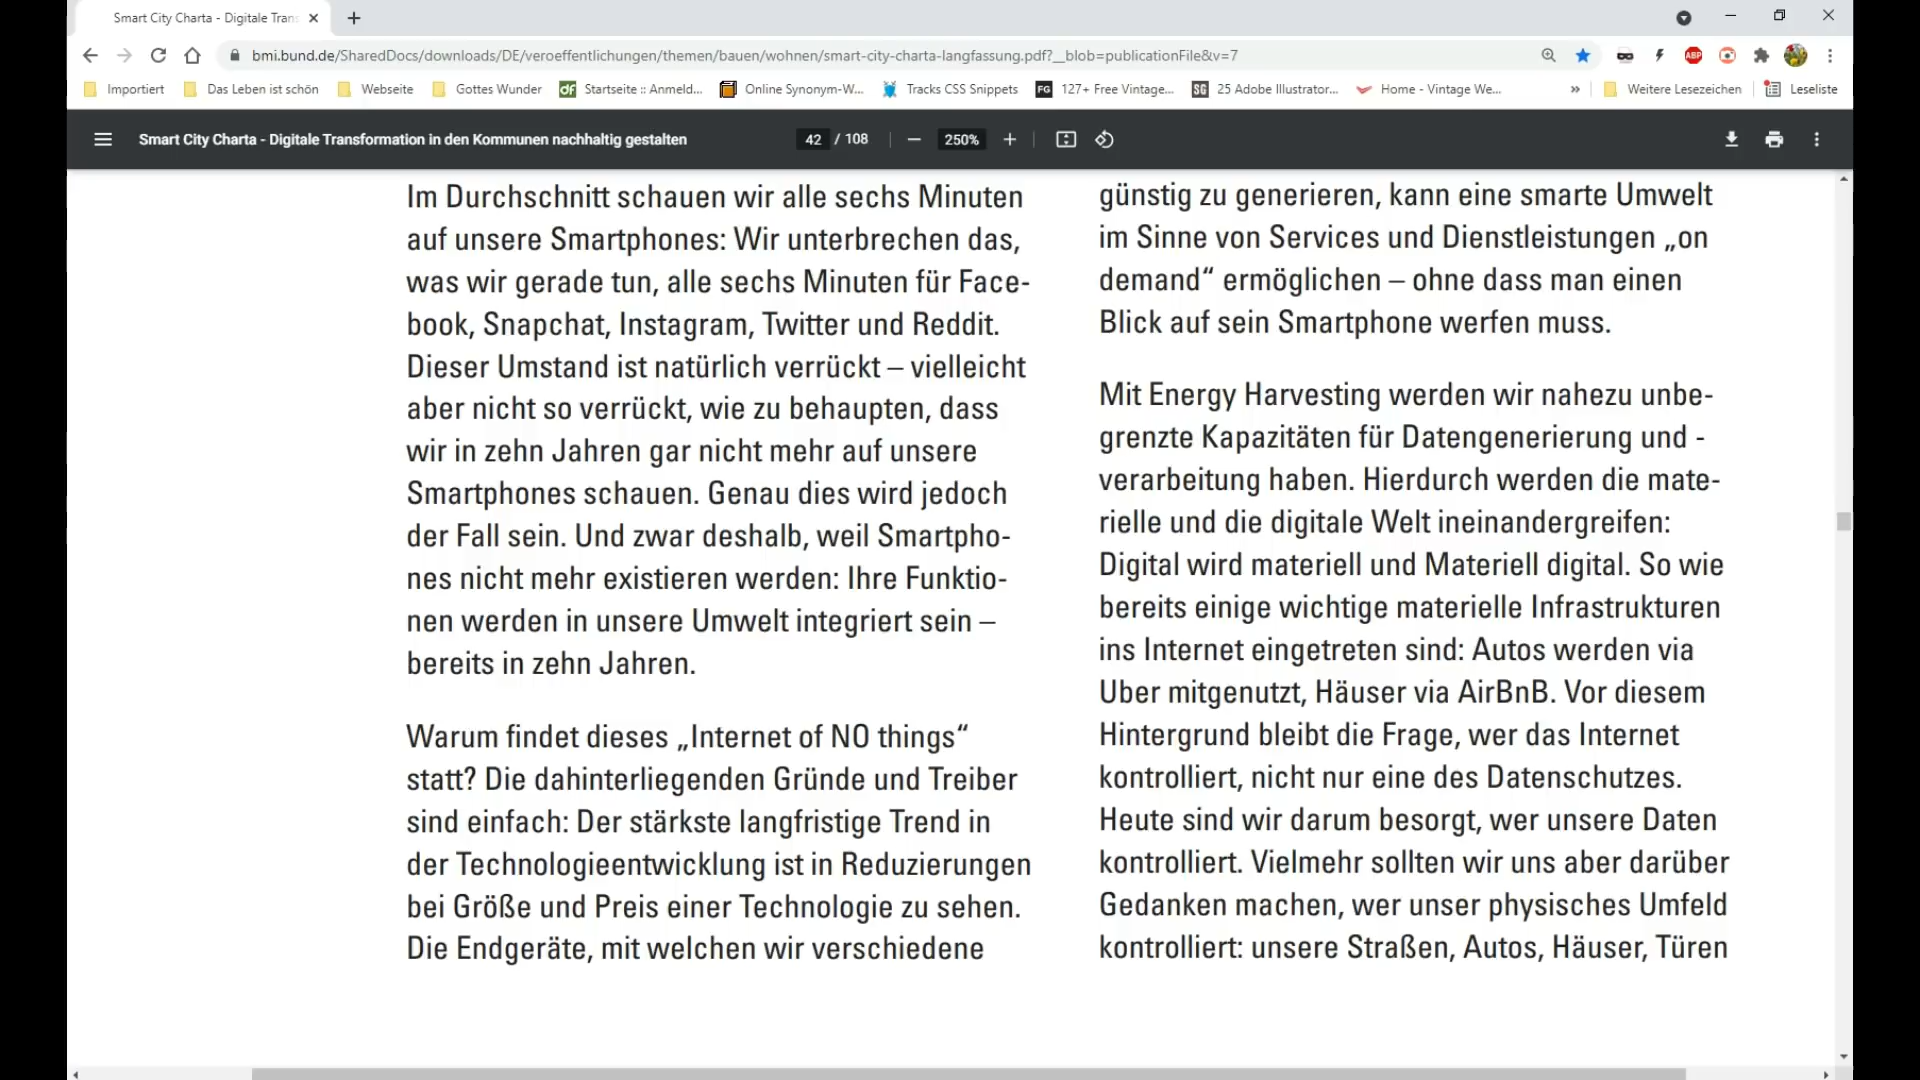 Smart City Charta - Digitale Tran
bmi.bund.de/SharedDocs/downloads/DE/veroeffentlichungen/themen/bauen/wohnen/smart-city-charta-langfassung.pdf?__blob=publicationFile&v=7
ABP
Importiert
Das Leben ist schön
Webseite
Gottes Wunder
df Startseite :: Anmeld...
Online Synonym-W...
Tracks CSS Snippets
FG 127+ Free Vintage...
SG 25 Adobe Illustrator...
Home - Vintage We...
»
Weitere Lesezeichen
Leseliste
Smart City Charta - Digitale Transformation in den Kommunen nachhaltig gestalten
42 / 108
250%
Im Durchschnitt schauen wir alle sechs Minuten
auf unsere Smartphones: Wir unterbrechen das,
was wir gerade tun, alle sechs Minuten für Face-
book, Snapchat, Instagram, Twitter und Reddit.
Dieser Umstand ist natürlich verrückt – vielleicht
aber nicht so verrückt, wie zu behaupten, dass
wir in zehn Jahren gar nicht mehr auf unsere
Smartphones schauen. Genau dies wird jedoch
der Fall sein. Und zwar deshalb, weil Smartpho-
nes nicht mehr existieren werden: Ihre Funktio-
nen werden in unsere Umwelt integriert sein –
bereits in zehn Jahren.
Warum findet dieses „Internet of NO things“
statt? Die dahinterliegenden Gründe und Treiber
sind einfach: Der stärkste langfristige Trend in
der Technologieentwicklung ist in Reduzierungen
bei Größe und Preis einer Technologie zu sehen.
Die Endgeräte, mit welchen wir verschiedene
günstig zu generieren, kann eine smarte Umwelt
im Sinne von Services und Dienstleistungen „on
demand“ ermöglichen – ohne dass man einen
Blick auf sein Smartphone werfen muss.
Mit Energy Harvesting werden wir nahezu unbe-
grenzte Kapazitäten für Datengenerierung und -
verarbeitung haben. Hierdurch werden die mate-
rielle und die digitale Welt ineinandergreifen:
Digital wird materiell und Materiell digital. So wie
bereits einige wichtige materielle Infrastrukturen
ins Internet eingetreten sind: Autos werden via
Uber mitgenutzt, Häuser via AirBnB. Vor diesem
Hintergrund bleibt die Frage, wer das Internet
kontrolliert, nicht nur eine des Datenschutzes.
Heute sind wir darum besorgt, wer unsere Daten
kontrolliert. Vielmehr sollten wir uns aber darüber
Gedanken machen, wer unser physisches Umfeld
kontrolliert: unsere Straßen, Autos, Häuser, Türen